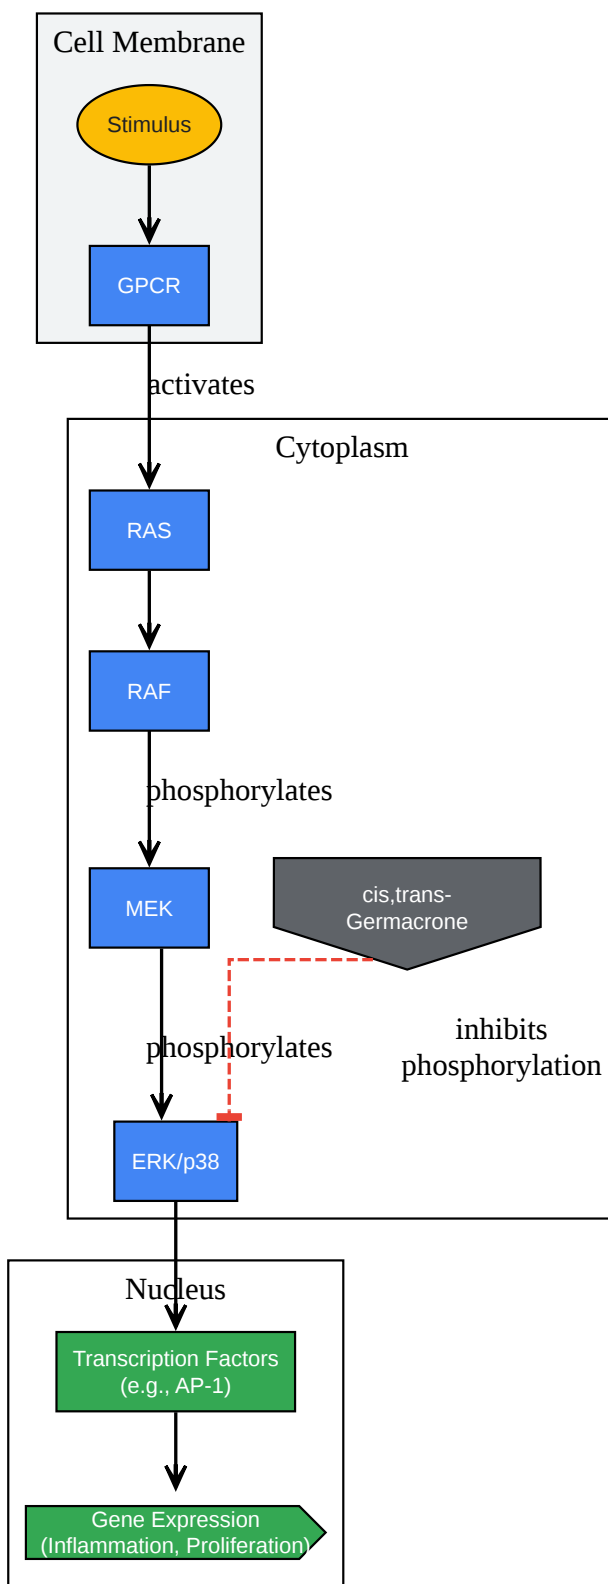 Cell Membrane
Stimulus
GPCR
activates
Cytoplasm
RAS
RAF
phosphorylates
MEK
cis,trans-
Germacrone
phosphorylates
inhibits
phosphorylation
ERK/p38
Nucleus
Transcription Factors
(e.g., AP-1)
Gene Expression
(Inflammation, Proliferation)